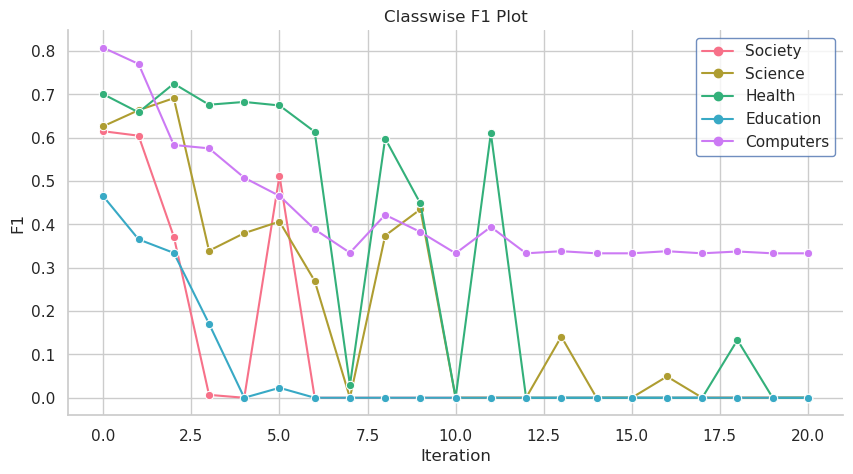 Classwise F1 Plot
Society
Science
Health
Education
Computers
F1
0.8
0.7
0.6
0.5
0.4
0.3
0.2
0.1
0.0
0.0 2.5 5.0 7.5 10.0 12.5 15.0 17.5 20.0
Iteration